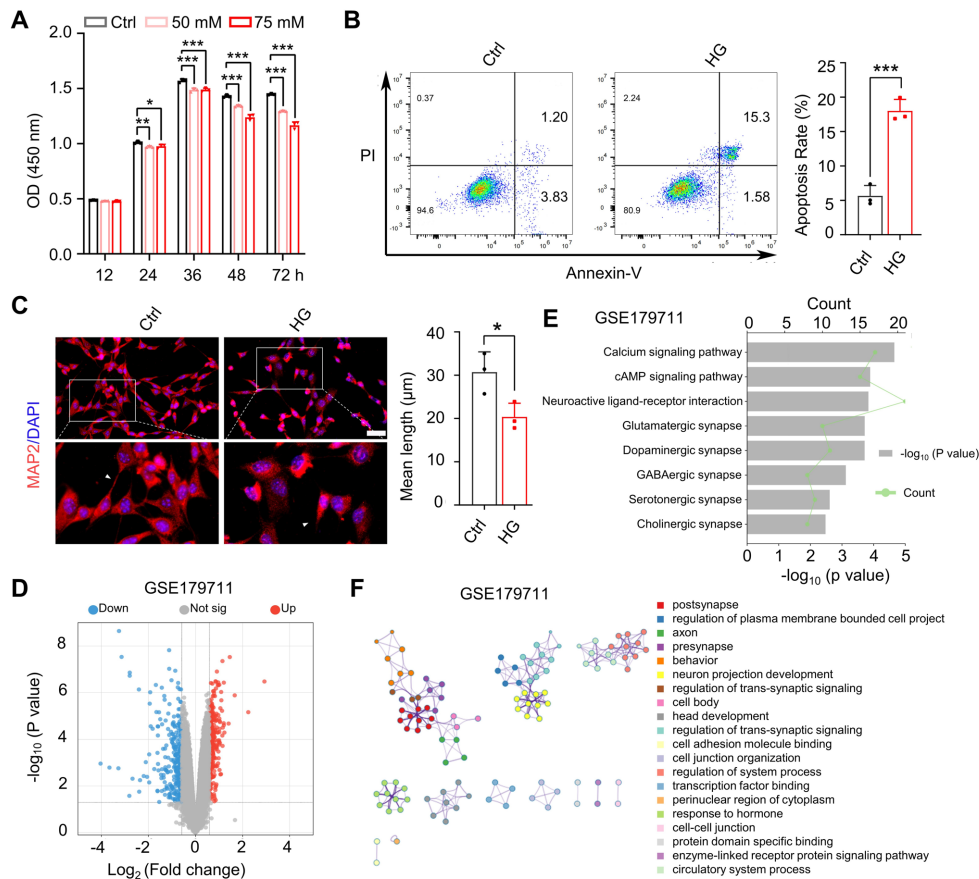 A
Ctrl 50 mM 75 mM
OD (450 nm)
2.0
1.5
1.0
0.5
0.0
*** *** ** * *** *** *** ***
12 24 36 48 72 h
B
Ctrl
HG
PI
Annexin-V
0.37
1.20
94.6
3.83
2.24
15.3
80.9
1.58
Apoptosis Rate (%)
25
20
15
10
5
0
***
Ctrl
HG
C
Ctrl
HG
MAP2/DAPI
Mean length (μm)
40
30
20
10
0
*
Ctrl
HG
E
GSE179711
Count
0 5 10 15 20
Calcium signaling pathway
cAMP signaling pathway
Neuroactive ligand-receptor interaction
Glutamatergic synapse
Dopaminergic synapse
GABAergic synapse
Serotonergic synapse
Cholinergic synapse
-log10 (P value)
Count
0 1 2 3 4 5
-log10 (p value)
D
GSE179711
Down Not sig Up
-log10 (P value)
8
6
4
2
0
-4 -2 0 2 4
Log2 (Fold change)
F
GSE179711
postsynapse
regulation of plasma membrane bounded cell project
axon
presynapse
behavior
neuron projection development
regulation of trans-synaptic signaling
cell body
head development
regulation of trans-synaptic signaling
cell adhesion molecule binding
cell junction organization
regulation of system process
transcription factor binding
perinuclear region of cytoplasm
response to hormone
cell-cell junction
protein domain specific binding
enzyme-linked receptor protein signaling pathway
circulatory system process